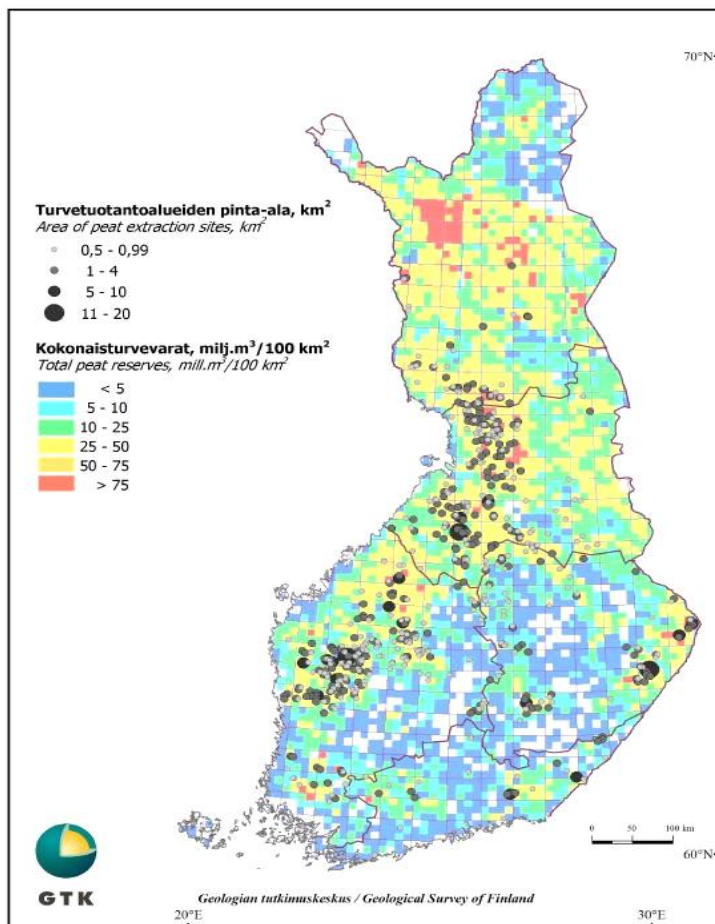 70°N
Turvetuotantoalueiden pinta-ala, km²
Area of peat extraction sites, km²
0,5 - 0,99
1 - 4
5 - 10
11 - 20
Kokonaisturvevarat, milj.m³/100 km²
Total peat reserves, mill.m³/100 km²
< 5
5 - 10
10 - 25
25 - 50
50 - 75
> 75
0 50 100 km
60°N
GTK
Geologian tutkimuskeskus / Geological Survey of Finland
20°E
30°E